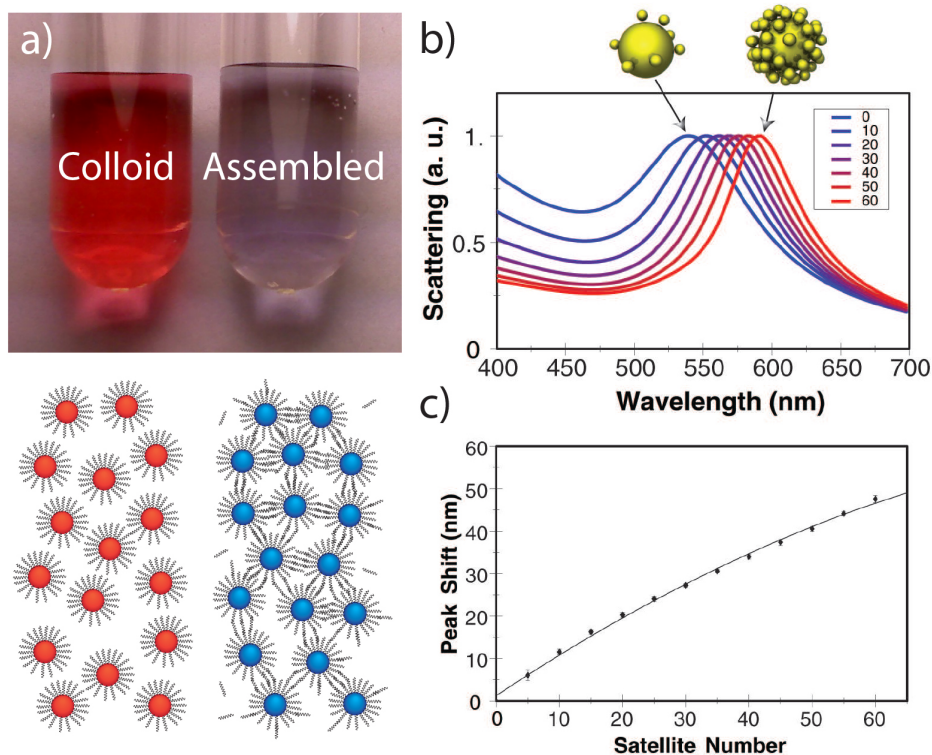 a)
Colloid Assembled
b)
Scattering (a. u.)
1.
0.5
0
400 450 500 550 600 650 700
Wavelength (nm)
0
10
20
30
40
50
60
c)
Peak Shift (nm)
60
50
40
30
20
10
0
0 10 20 30 40 50 60
Satellite Number